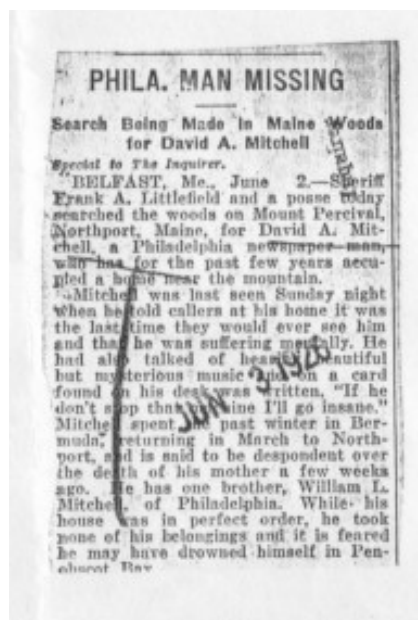 PHILA. MAN MISSING
Search Being Made in Maine Woods
for David A. Mitchell
Special to The Inquirer.
BELFAST, Me., June 2.—Sheriff
Frank A. Littlefield and a posse today
searched the woods on Mount Percival,
Northport, Maine, for David A. Mit-
chell, a Philadelphia newspaper man,
who has for the past few years accu-
pied a home near the mountain.
Mitchell was last seen Sunday night
when he told callers at his home it was
the last time they would ever see him
and that he was suffering mentally. He
had also talked of hearing beautiful
but mysterious music and on a card
found on his desk was written, "If he
don't stop that whine I'll go insane."
Mitchell spent the past winter in Ber-
muda, returning in March to North-
port, and is said to be despondent over
the death of his mother a few weeks
ago. He has one brother, William L.
Mitchell, of Philadelphia. While his
house was in perfect order, he took
none of his belongings and it is feared
he may have drowned himself in Pen-
obscot Bay.
JUN 3 192